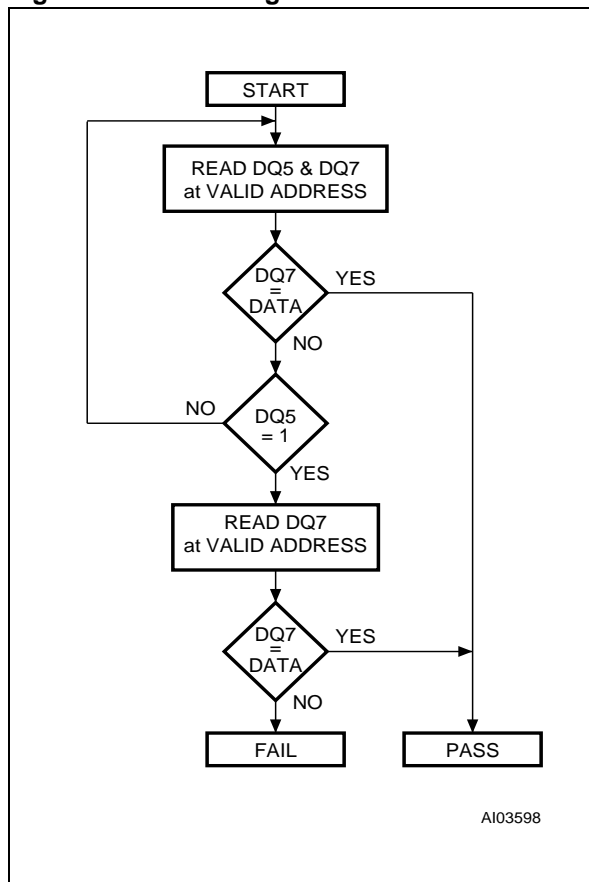 START
READ DQ5 & DQ7
at VALID ADDRESS
DQ7
=
DATA
YES
NO
NO
DQ5
= 1
YES
READ DQ7
at VALID ADDRESS
DQ7
=
DATA
YES
NO
FAIL
PASS
AI03598